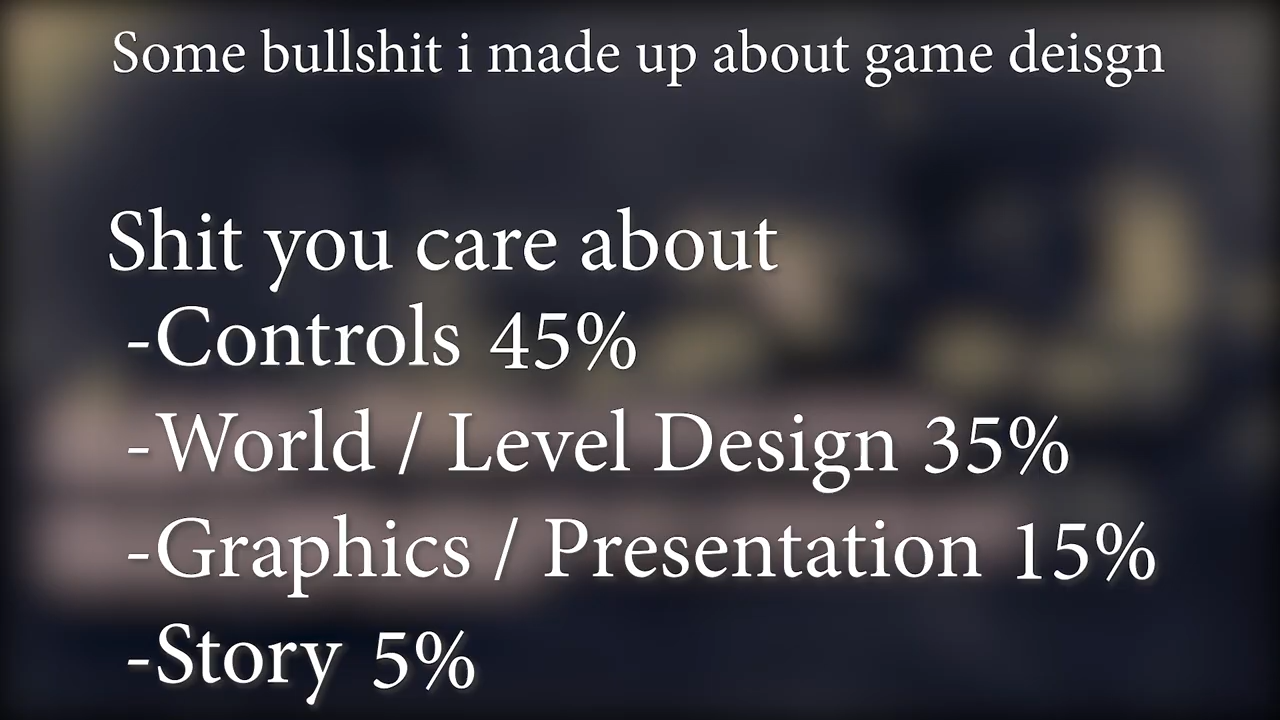 Some bullshit i made up about game deisgn
Shit you care about
-Controls 45%
-World / Level Design 35%
-Graphics / Presentation 15%
-Story 5%